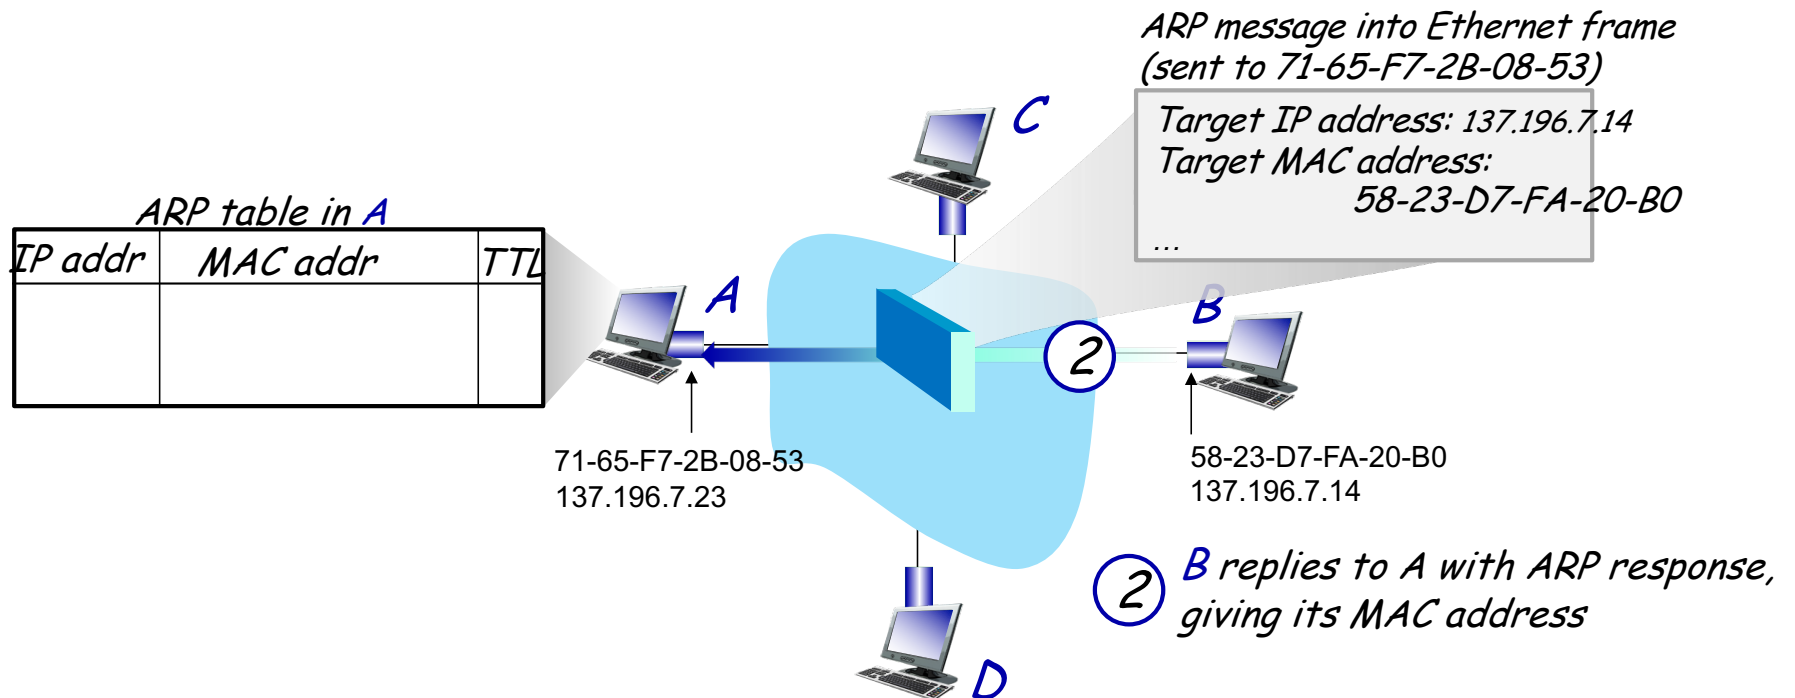 ARP message into Ethernet frame
(sent to 71-65-F7-2B-08-53)
Target IP address: 137.196.7.14
Target MAC address:
58-23-D7-FA-20-B0
...
C
ARP table in A
IP addr MAC addr TTL
A
B
2
71-65-F7-2B-08-53
137.196.7.23
58-23-D7-FA-20-B0
137.196.7.14
2 B replies to A with ARP response,
giving its MAC address
D